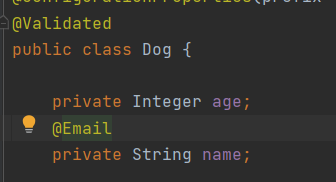 @Validated
public class Dog {
private Integer age;
@Email
private String name;